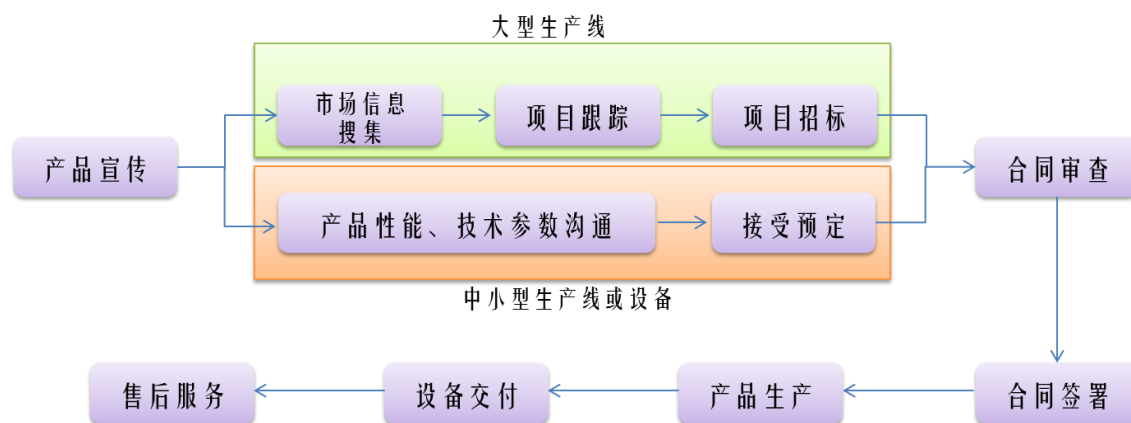 大型生产线
市场信息
搜集
项目跟踪
项目招标
产品宣传
合同审查
产品性能、技术参数沟通
接受预定
中小型生产线或设备
售后服务
设备交付
产品生产
合同签署